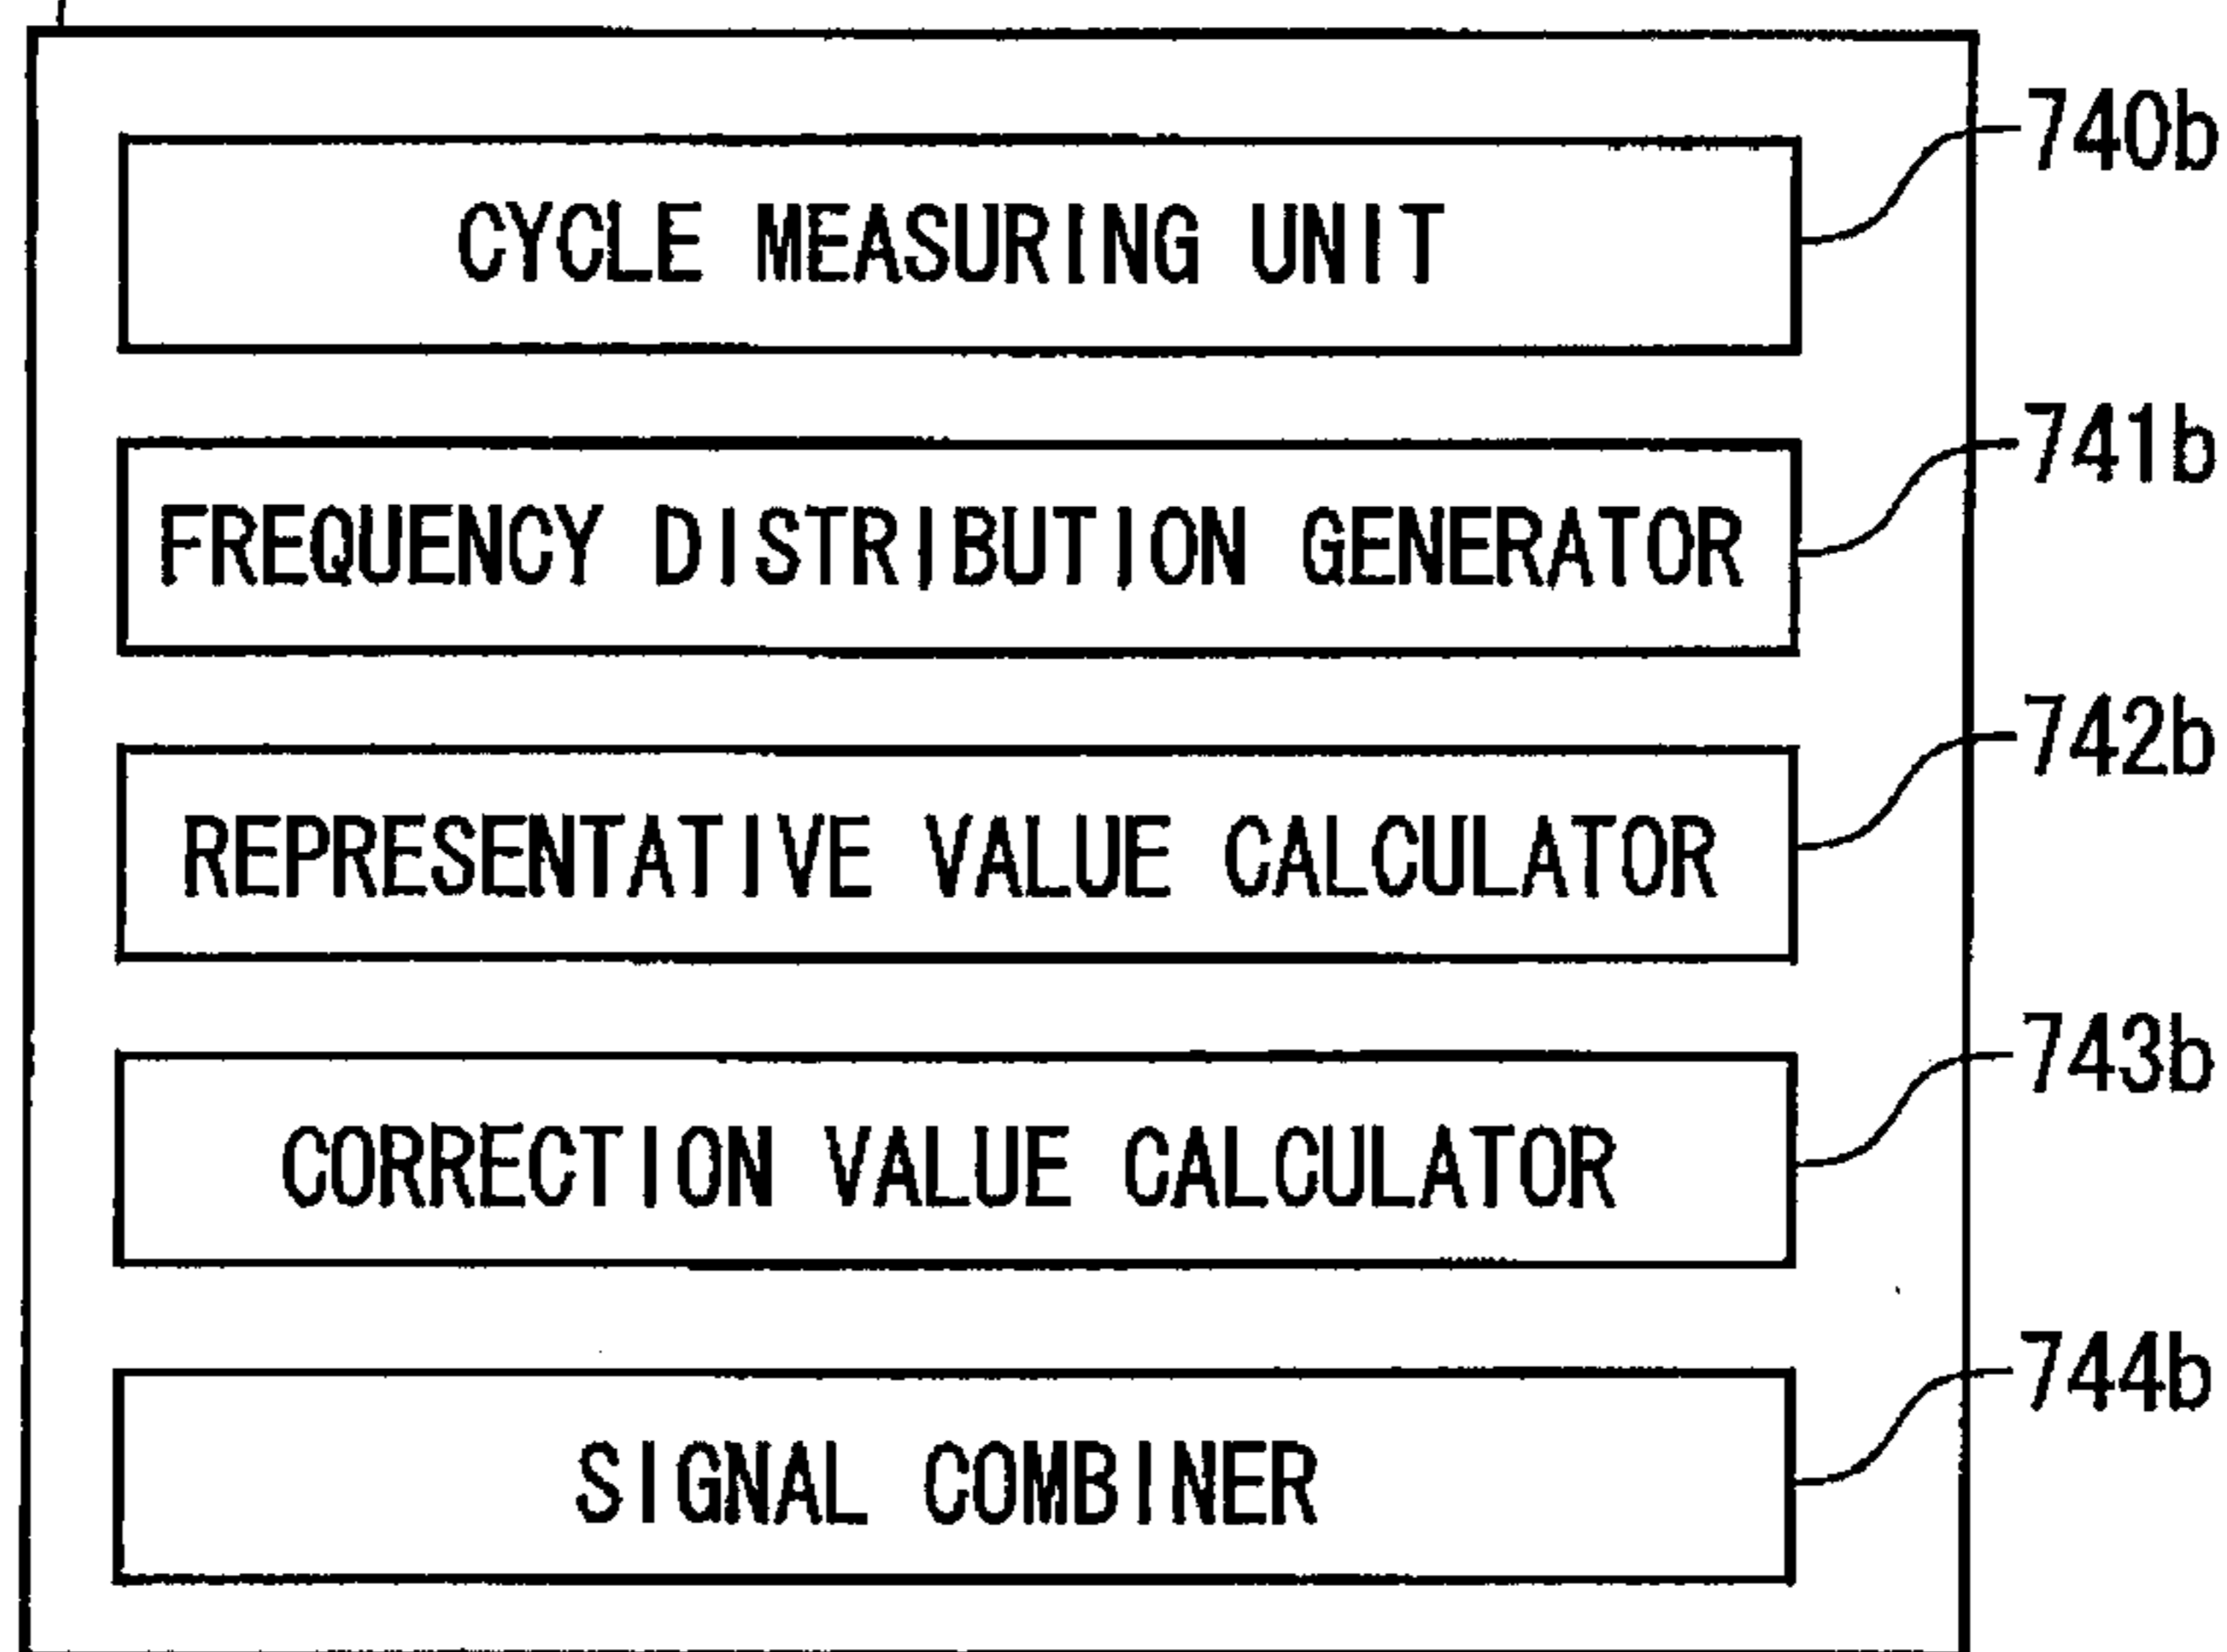 740b
CYCLE MEASURING UNIT
741b
FREQUENCY DISTRIBUTION GENERATOR
742b
REPRESENTATIVE VALUE CALCULATOR
743b
CORRECTION VALUE CALCULATOR
744b
SIGNAL COMBINER